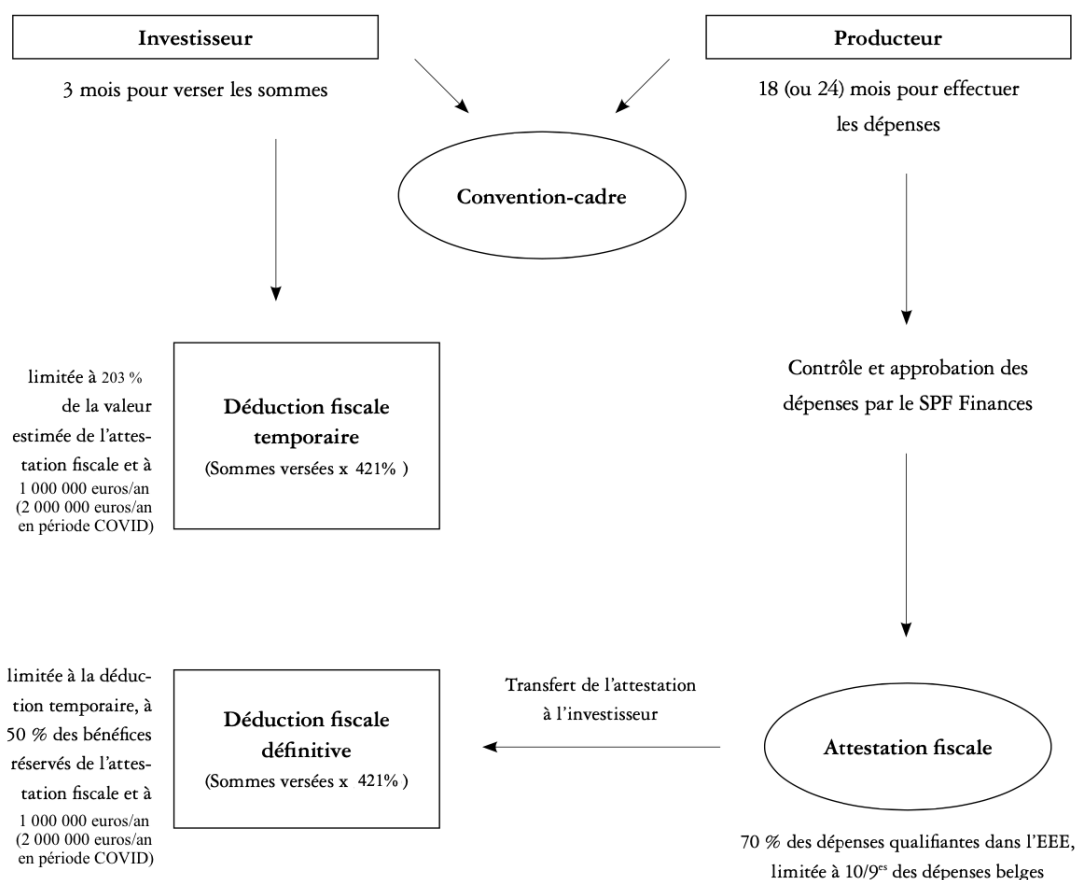 Investisseur
3 mois pour verser les sommes
Producteur
18 (ou 24) mois pour effectuer
les dépenses
Convention-cadre
limitée à 203 %
de la valeur
estimée de l'attes-
tation fiscale et à
1 000 000 euros/an
(2 000 000 euros/an
en période COVID)
Déduction fiscale
temporaire
(Sommes versées x 421% )
Contrôle et approbation des
dépenses par le SPF Finances
limitée à la déduc-
tion temporaire, à
50 % des bénéfices
réservés de l'attes-
tation fiscale et à
1 000 000 euros/an
(2 000 000 euros/an
en période COVID)
Déduction fiscale
définitive
(Sommes versées x 421% )
Transfert de l'attestation
à l'investisseur
Attestation fiscale
70 % des dépenses qualifiantes dans l'EEE,
limitée à 10/9es des dépenses belges